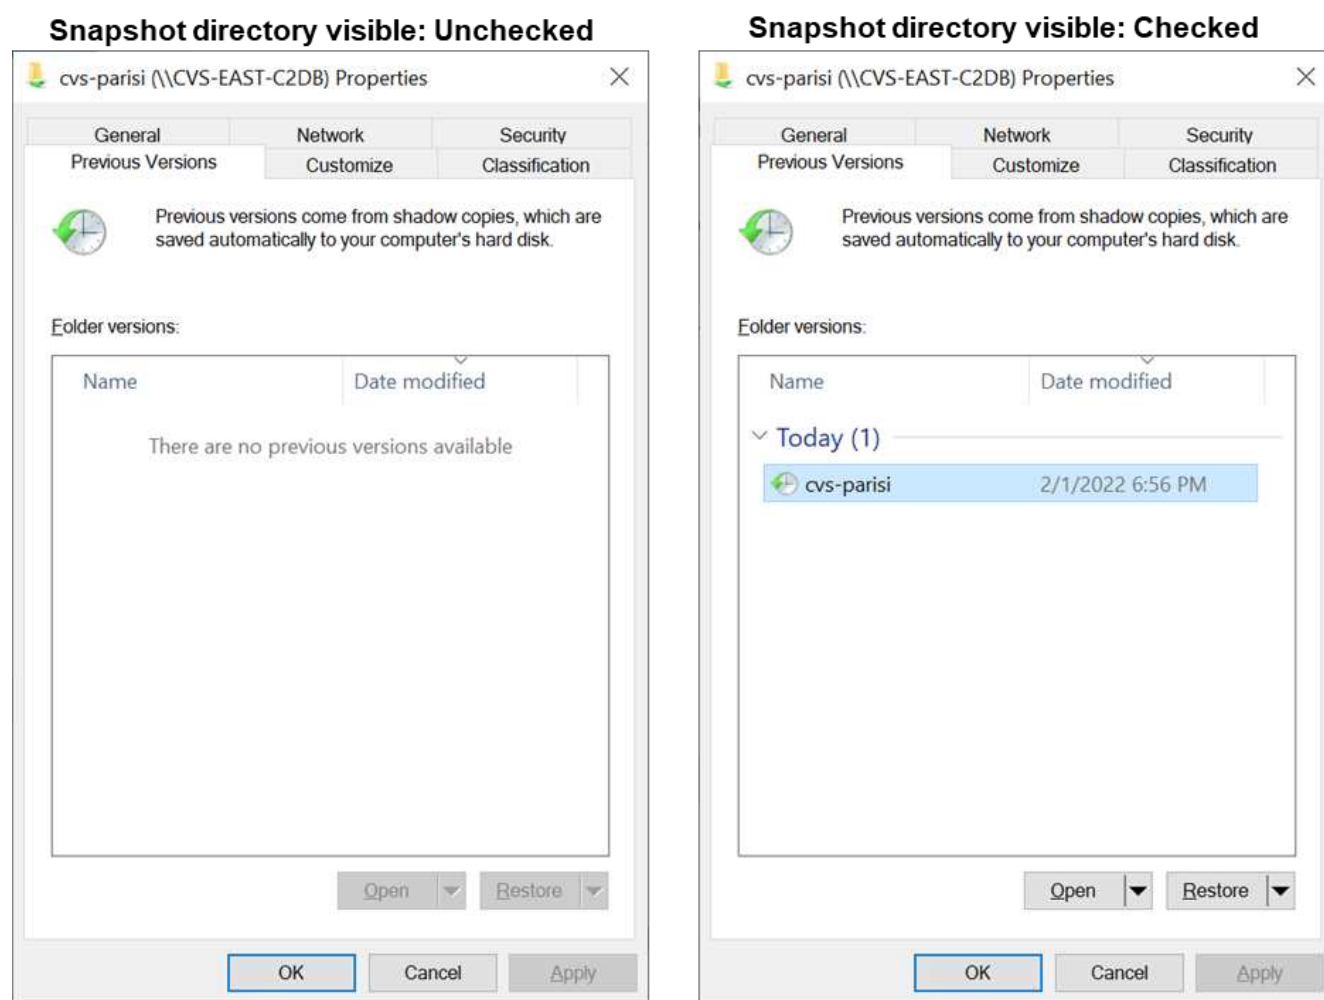 Snapshot directory visible: Unchecked
cvs-parisi (\\CVS-EAST-C2DB) Properties
General Network Security
Previous Versions Customize Classification
Previous versions come from shadow copies, which are
saved automatically to your computer's hard disk.
Folder versions:
Name Date modified
There are no previous versions available
Open Restore
OK Cancel Apply
Snapshot directory visible: Checked
cvs-parisi (\\CVS-EAST-C2DB) Properties
General Network Security
Previous Versions Customize Classification
Previous versions come from shadow copies, which are
saved automatically to your computer's hard disk.
Folder versions:
Name Date modified
Today (1)
cvs-parisi 2/1/2022 6:56 PM
Open Restore
OK Cancel Apply